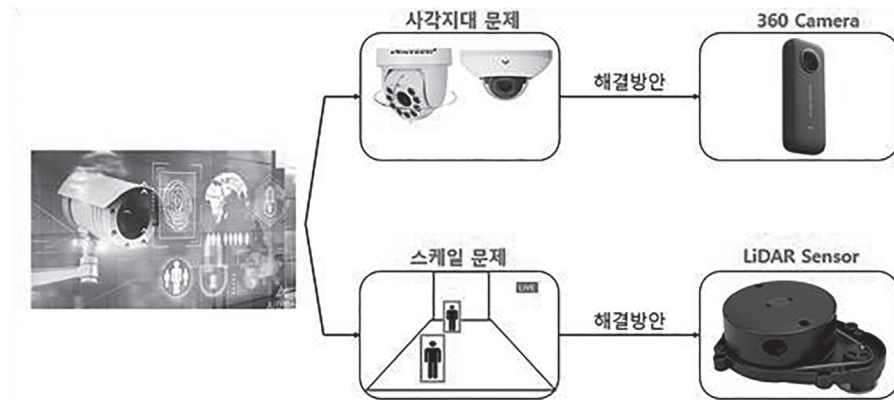 사각지대 문제
360 Camera
해결방안
스케일 문제
LiDAR Sensor
LIVE
해결방안